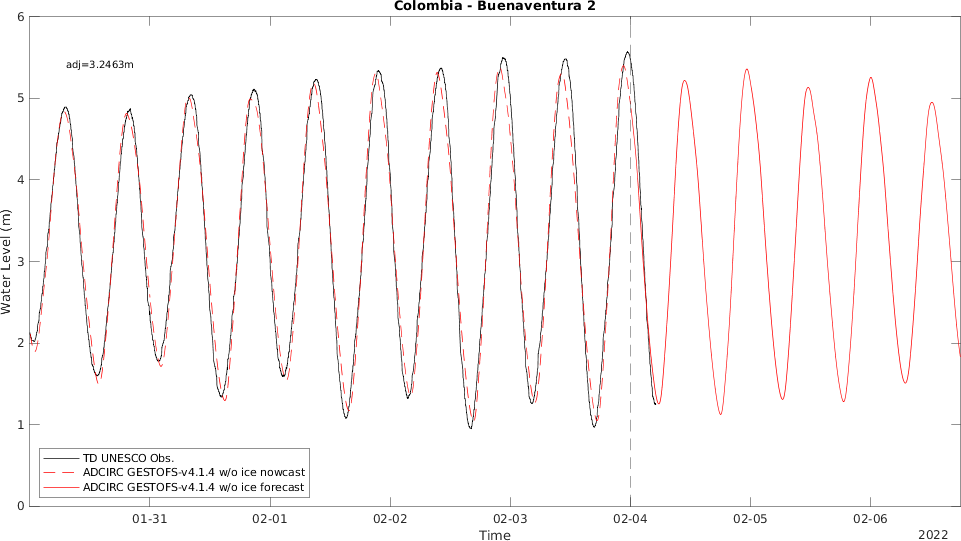 Colombia - Buenaventura 2
6
adj=3.2463m
5
4
3
2
1
0
Water Level (m)
TD UNESCO Obs.
ADCIRC GESTOFS-v4.1.4 w/o ice nowcast
ADCIRC GESTOFS-v4.1.4 w/o ice forecast
01-31 02-01 02-02 02-03 02-04 02-05 02-06
Time
2022